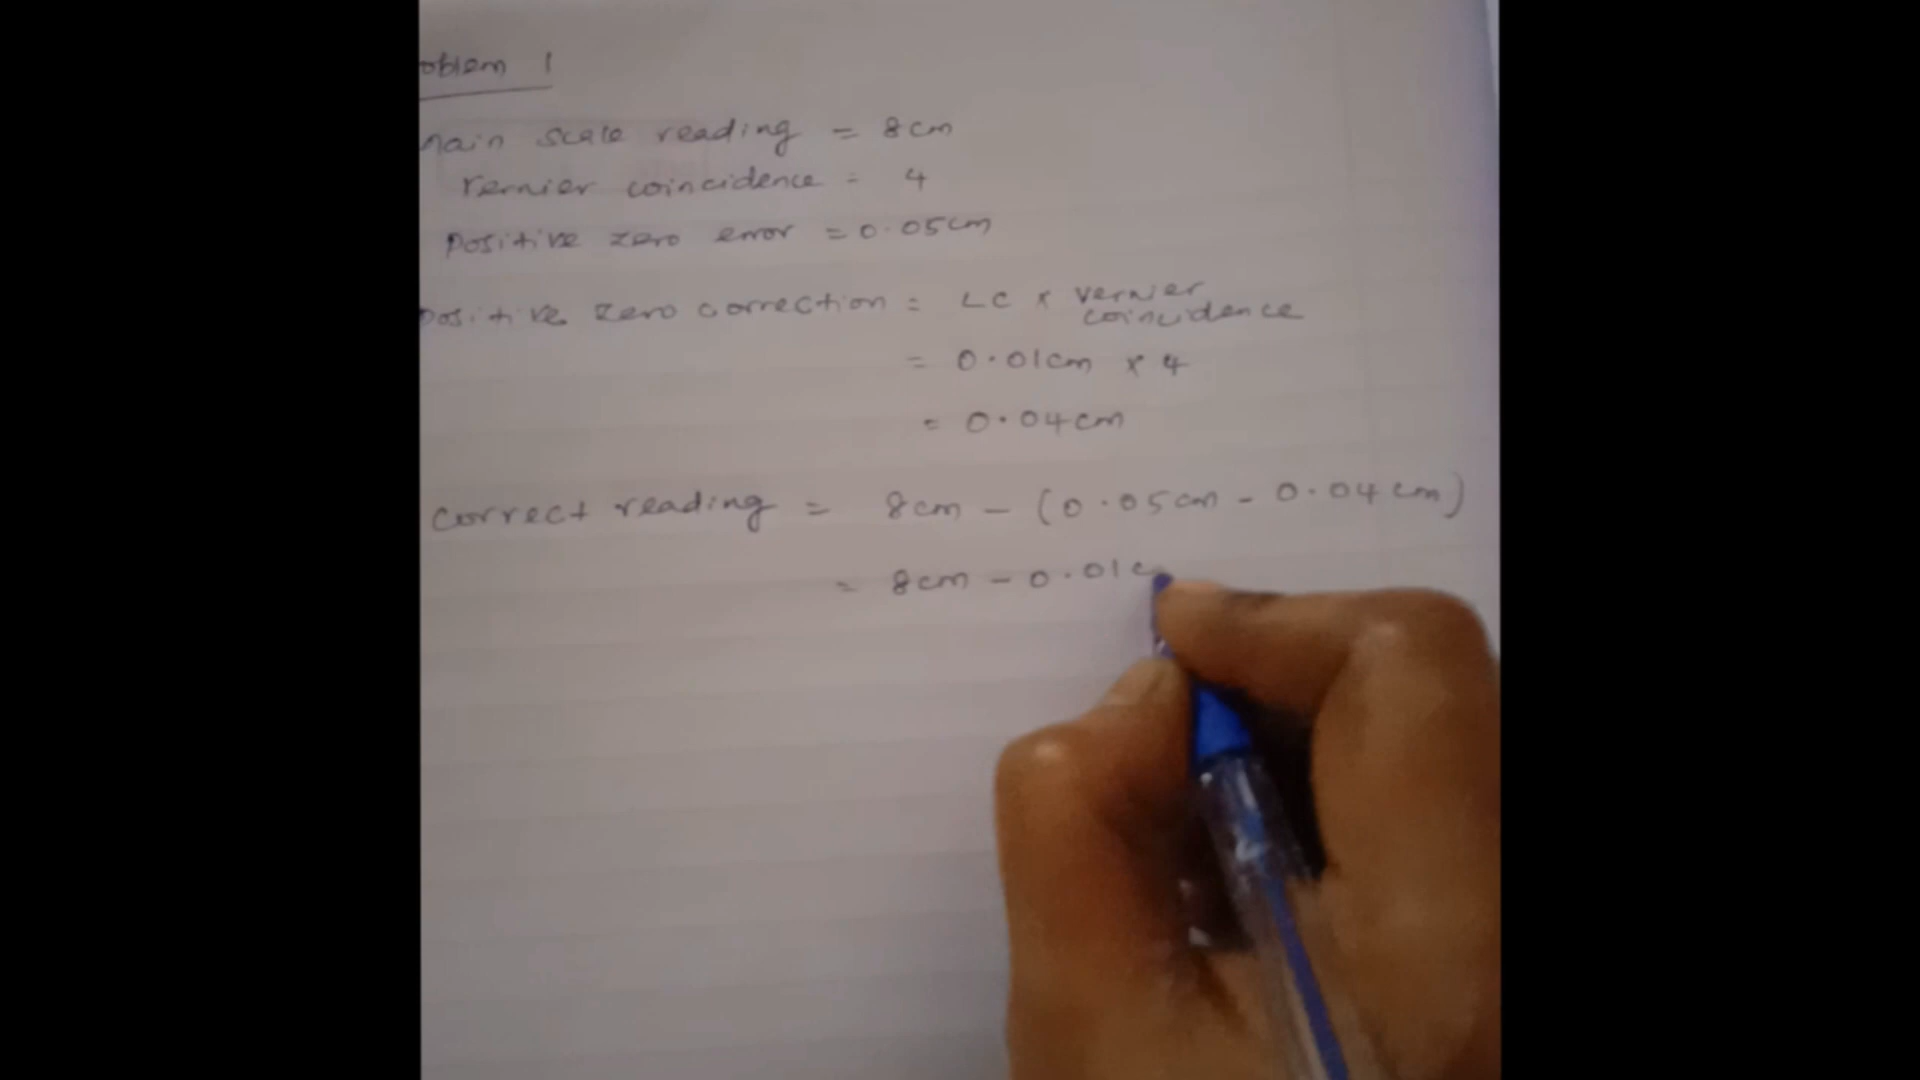 oblem 1
main scale reading = 8cm
vernier coincidence = 4
positive zero error = 0.05cm
positive zero correction = LC x vernier coincidence
= 0.01cm x 4
= 0.04cm
correct reading = 8cm - (0.05cm - 0.04cm)
= 8cm - 0.01c